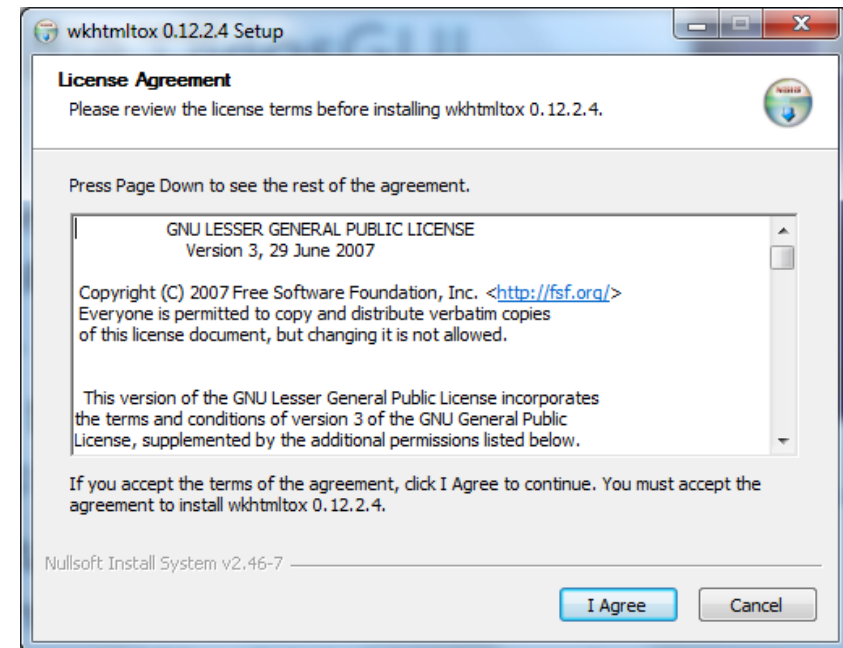 wkhtmltox 0.12.2.4 Setup
License Agreement
Please review the license terms before installing wkhtmltox 0.12.2.4.
Press Page Down to see the rest of the agreement.
GNU LESSER GENERAL PUBLIC LICENSE
Version 3, 29 June 2007
Copyright (C) 2007 Free Software Foundation, Inc. <http://fsf.org/>
Everyone is permitted to copy and distribute verbatim copies
of this license document, but changing it is not allowed.
This version of the GNU Lesser General Public License incorporates
the terms and conditions of version 3 of the GNU General Public
License, supplemented by the additional permissions listed below.
If you accept the terms of the agreement, click I Agree to continue. You must accept the
agreement to install wkhtmltox 0.12.2.4.
Nullsoft Install System v2.46-7
I Agree
Cancel